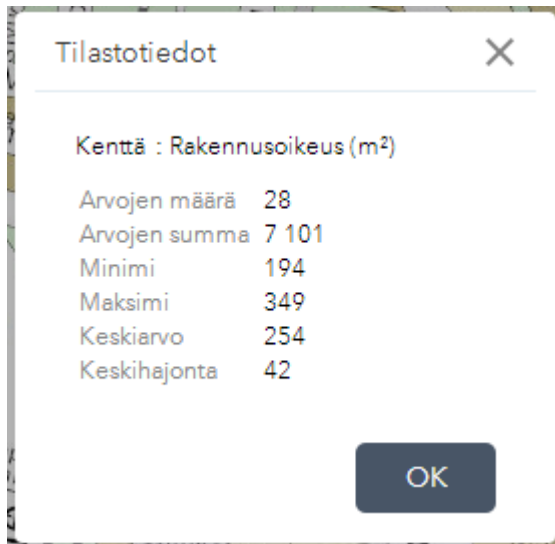 Tilastotiedot
Kenttä : Rakennusoikeus (m²)
Arvojen määrä 28
Arvojen summa 7 101
Minimi 194
Maksimi 349
Keskiarvo 254
Keskihajonta 42
OK